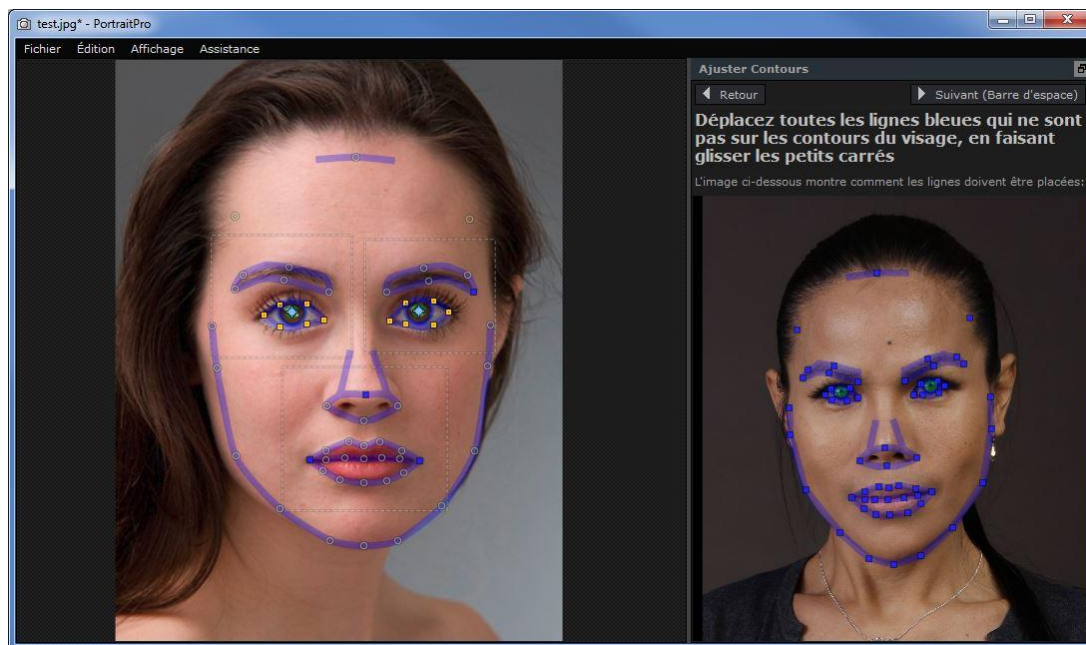 test.jpg* - PortraitPro
Fichier Édition Affichage Assistance
Ajuster Contours
Retour Suivant (Barre d'espace)
Déplacez toutes les lignes bleues qui ne sont
pas sur les contours du visage, en faisant
glisser les petits carrés
L'image ci-dessous montre comment les lignes doivent être placées: